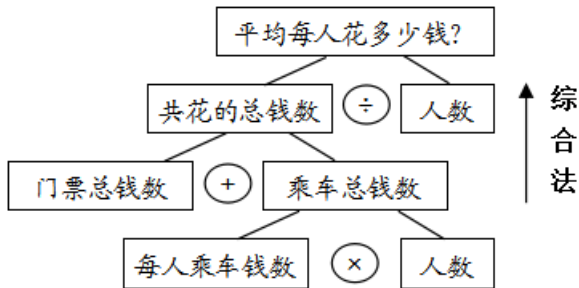 平均每人花多少钱?
共花的总钱数 ÷ 人数
门票总钱数 + 乘车总钱数
每人乘车钱数 × 人数
综合法